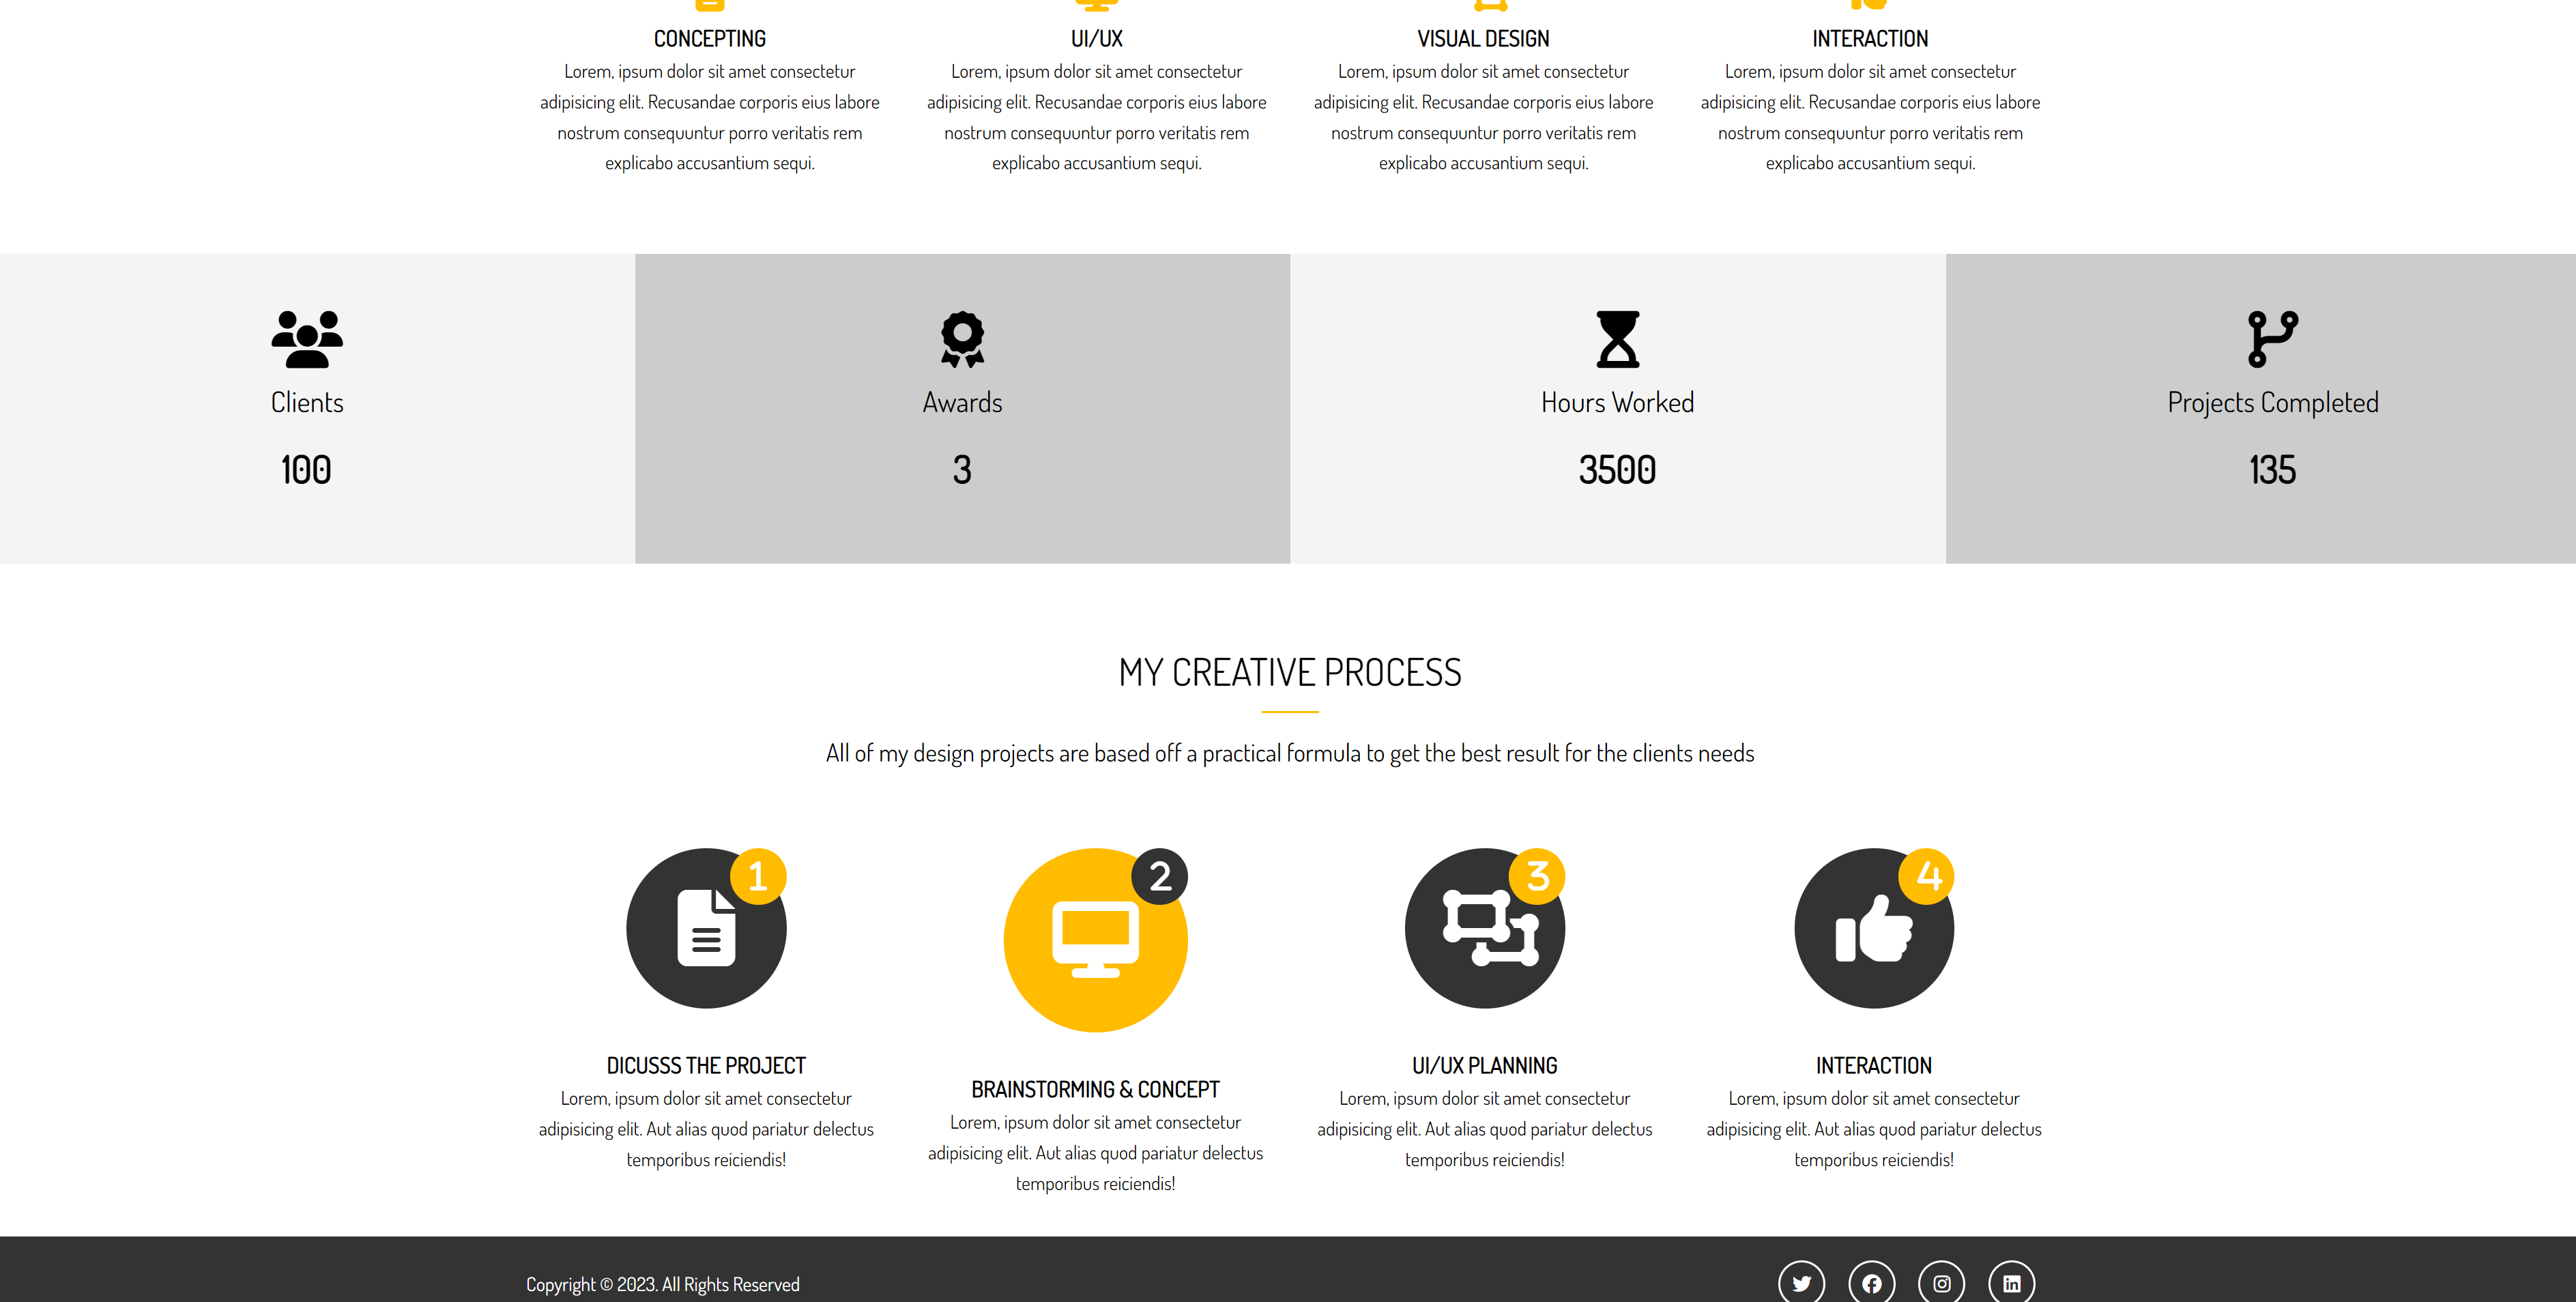 CONCEPTING
Lorem, ipsum dolor sit amet consectetur
adipisicing elit. Recusandae corporis eius labore
nostrum consequuntur porro veritatis rem
explicabo accusantium sequi.
UI/UX
Lorem, ipsum dolor sit amet consectetur
adipisicing elit. Recusandae corporis eius labore
nostrum consequuntur porro veritatis rem
explicabo accusantium sequi.
VISUAL DESIGN
Lorem, ipsum dolor sit amet consectetur
adipisicing elit. Recusandae corporis eius labore
nostrum consequuntur porro veritatis rem
explicabo accusantium sequi.
INTERACTION
Lorem, ipsum dolor sit amet consectetur
adipisicing elit. Recusandae corporis eius labore
nostrum consequuntur porro veritatis rem
explicabo accusantium sequi.
Clients
100
Awards
3
Hours Worked
3500
Projects Completed
135
MY CREATIVE PROCESS
All of my design projects are based off a practical formula to get the best result for the clients needs
1
DICUSSS THE PROJECT
Lorem, ipsum dolor sit amet consectetur
adipisicing elit. Aut alias quod pariatur delectus
temporibus reiciendis!
2
BRAINSTORMING & CONCEPT
Lorem, ipsum dolor sit amet consectetur
adipisicing elit. Aut alias quod pariatur delectus
temporibus reiciendis!
3
UI/UX PLANNING
Lorem, ipsum dolor sit amet consectetur
adipisicing elit. Aut alias quod pariatur delectus
temporibus reiciendis!
4
INTERACTION
Lorem, ipsum dolor sit amet consectetur
adipisicing elit. Aut alias quod pariatur delectus
temporibus reiciendis!
Copyright © 2023. All Rights Reserved